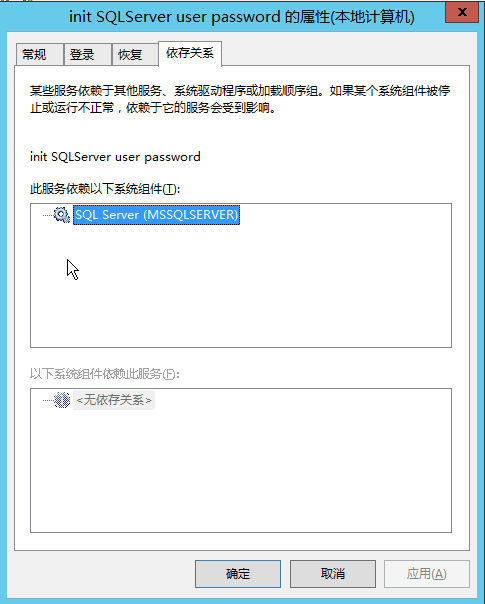 init SQLServer user password 的属性(本地计算机)
x
常规 登录 恢复 依存关系
某些服务依赖于其他服务、系统驱动程序或加载顺序组。如果某个系统组件被停
止或运行不正常，依赖于它的服务会受到影响。
init SQLServer user password
此服务依赖以下系统组件(T):
SQL Server (MSSQLSERVER)
以下系统组件依赖此服务(F):
<无依存关系>
确定 取消 应用(A)